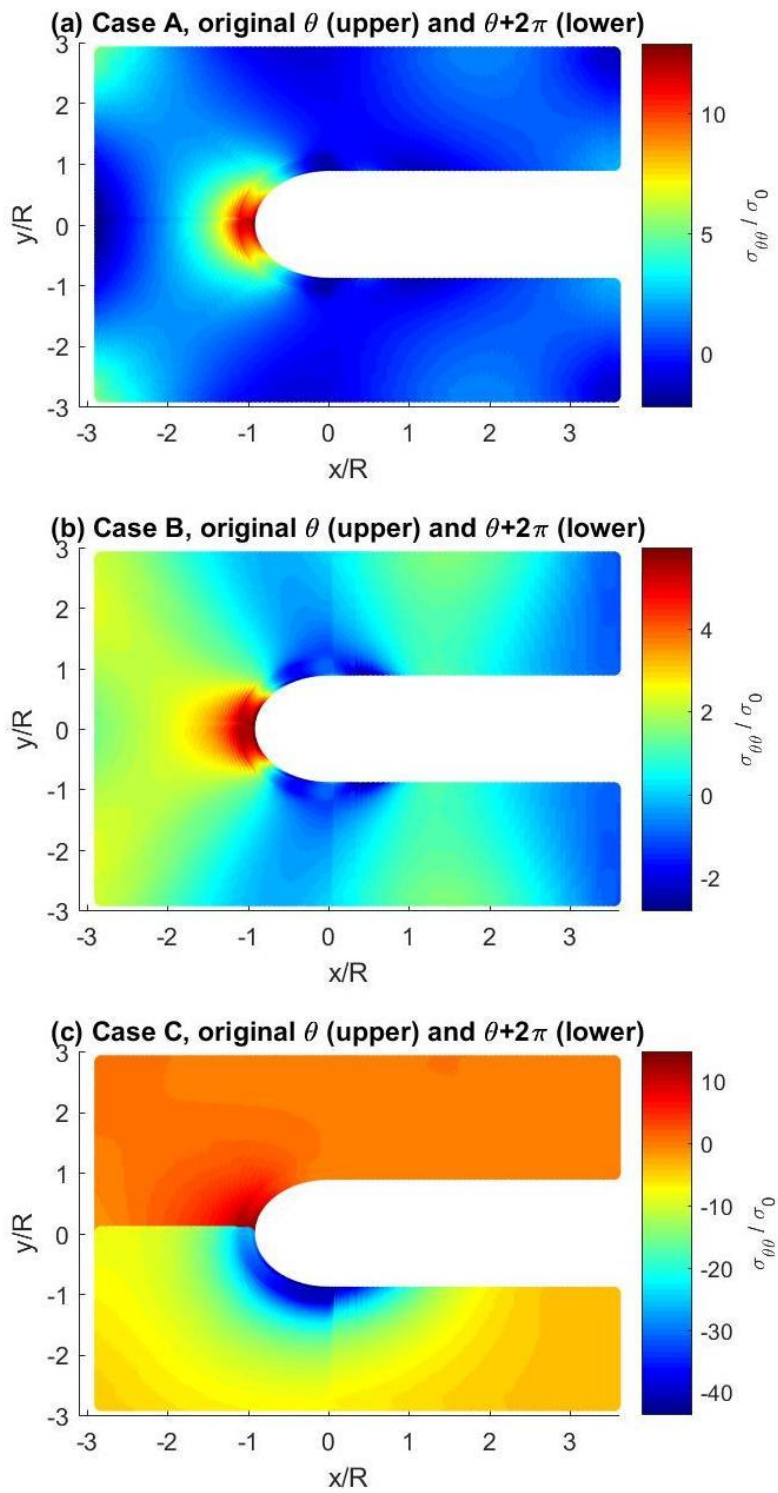 (a) Case A, original θ (upper) and θ+2π (lower)
3
2
1
0
-1
-2
-3
y/R
-3 -2 -1 0 1 2 3
x/R
10
5
0
σθθ / σ0
(b) Case B, original θ (upper) and θ+2π (lower)
3
2
1
0
-1
-2
-3
y/R
-3 -2 -1 0 1 2 3
x/R
4
2
0
-2
σθθ / σ0
(c) Case C, original θ (upper) and θ+2π (lower)
3
2
1
0
-1
-2
-3
y/R
-3 -2 -1 0 1 2 3
x/R
10
0
-10
-20
-30
-40
σθθ / σ0